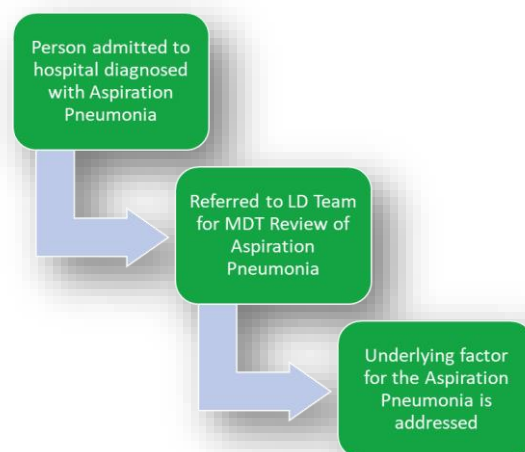 Person admitted to
hospital diagnosed
with Aspiration
Pneumonia
Referred to LD Team
for MDT Review of
Aspiration
Pneumonia
Underlying factor
for the Aspiration
Pneumonia is
addressed